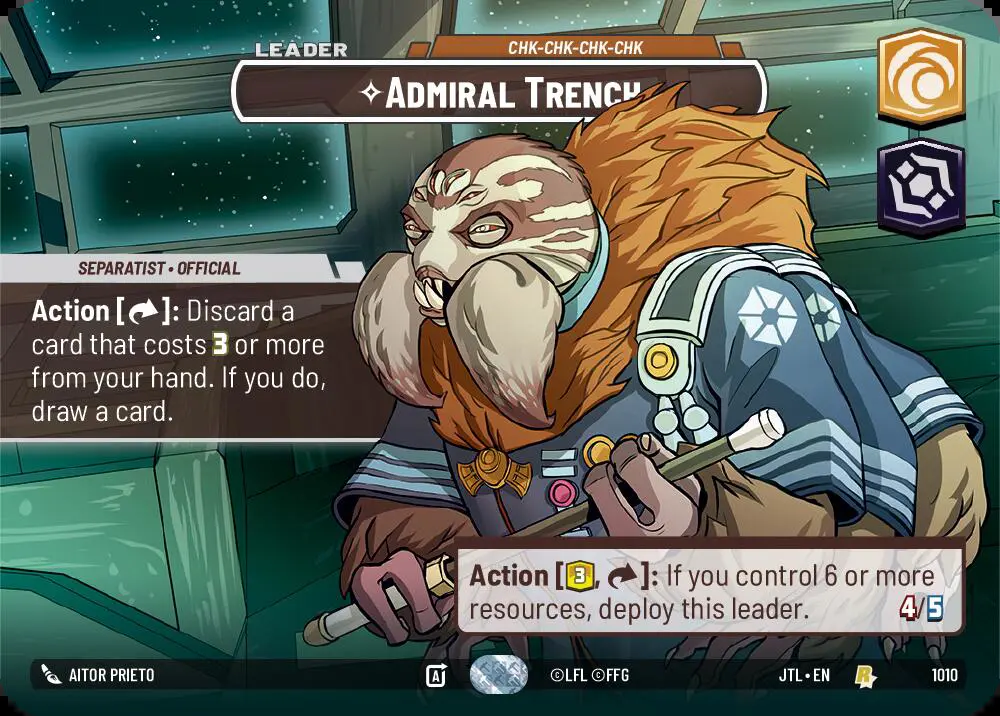 LEADER
CHK-CHK-CHK-CHK
ADMIRAL TRENCH
SEPARATIST • OFFICIAL
Action [ ]: Discard a
card that costs 3 or more
from your hand. If you do,
draw a card.
Action [3, ]: If you control 6 or more
resources, deploy this leader.
4/5
AITOR PRIETO
A
©LFL ©FFG
JTL • EN
R
1010